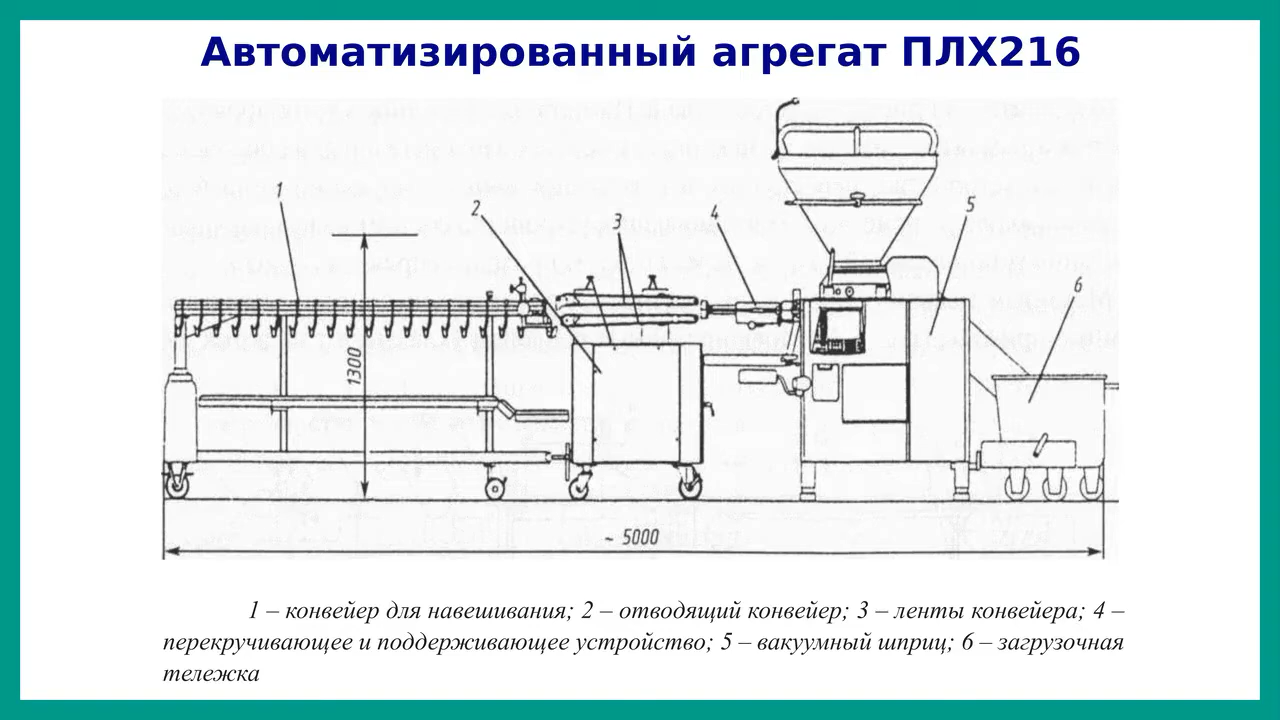 Автоматизированный агрегат ПЛХ216
1
2
3
4
5
6
1300
~ 5000
1 – конвейер для навешивания; 2 – отводящий конвейер; 3 – ленты конвейера; 4 –
перекручивающее и поддерживающее устройство; 5 – вакуумный шприц; 6 – загрузочная
тележка